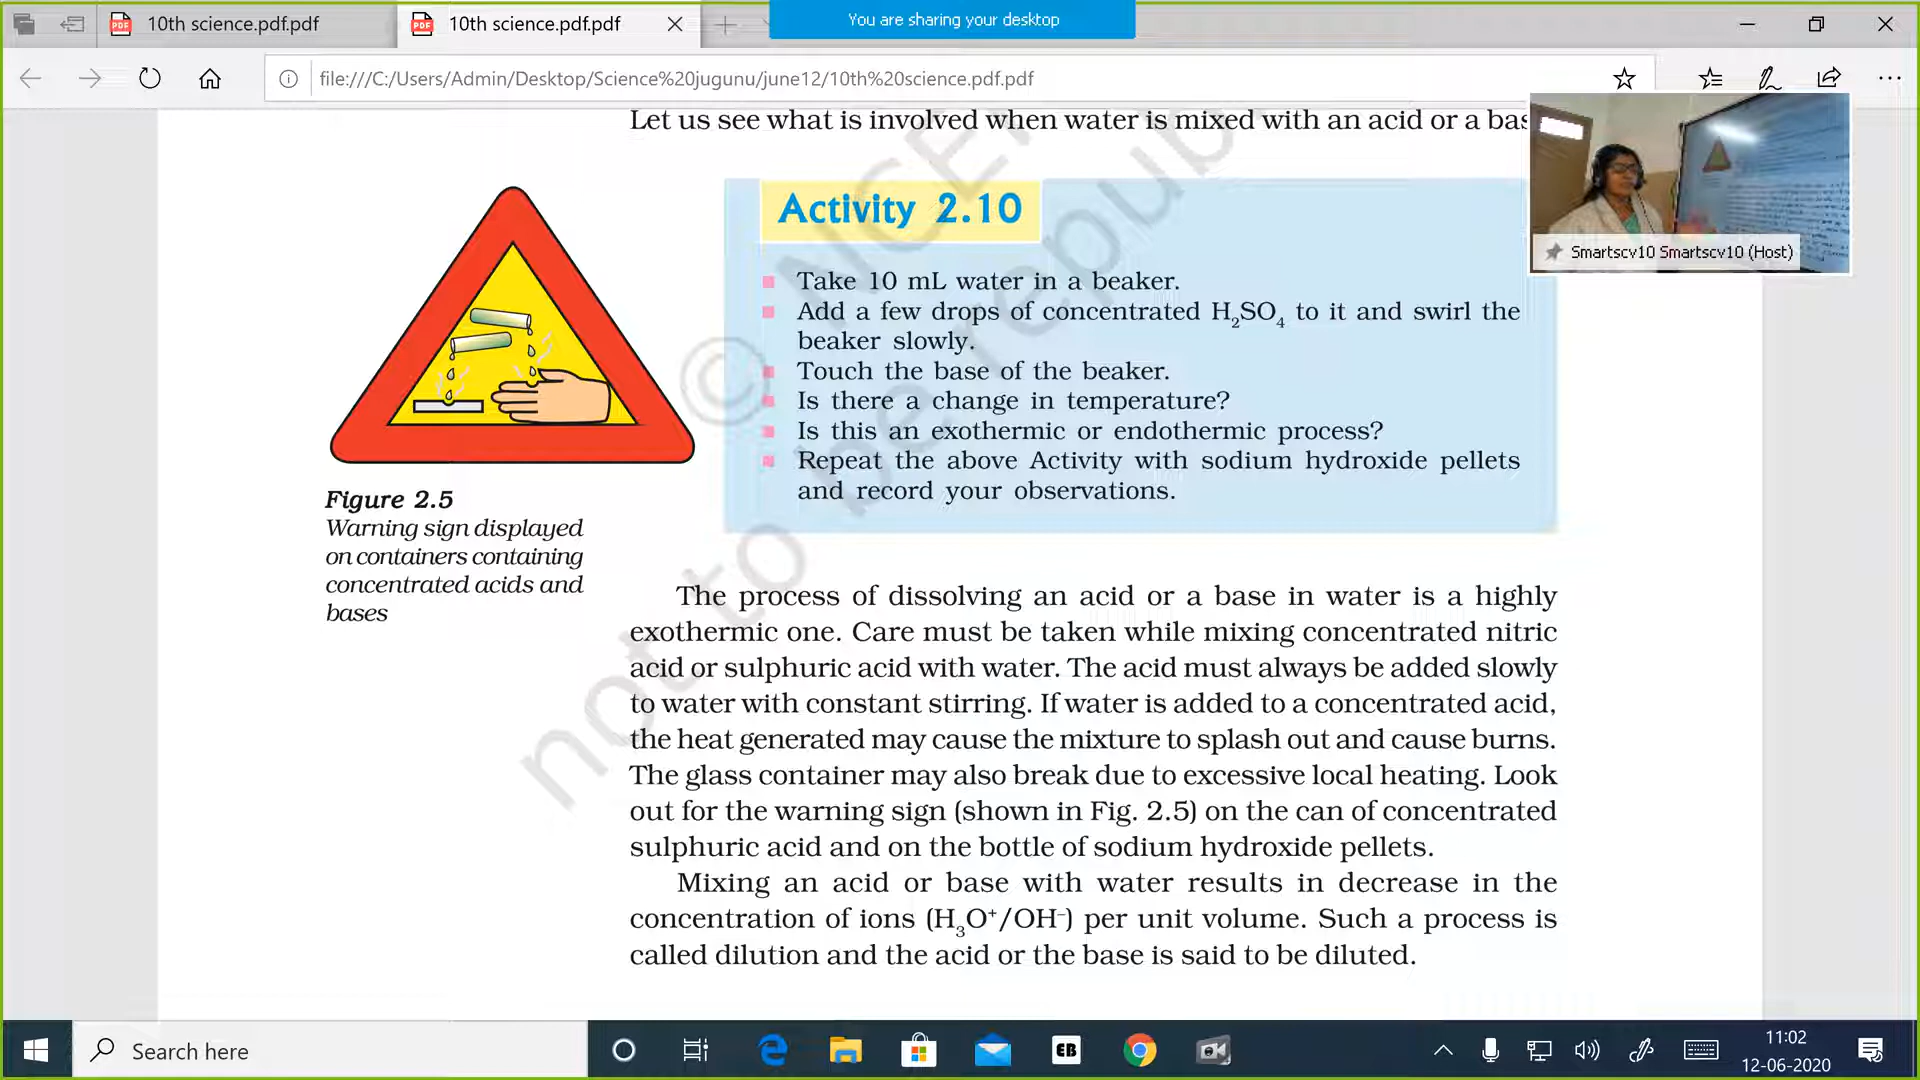 10th science.pdf.pdf
10th science.pdf.pdf
You are sharing your desktop
file:///C:/Users/Admin/Desktop/Science%20jugunu/june12/10th%20science.pdf.pdf
Let us see what is involved when water is mixed with an acid or a bas
Smartscv10 Smartscv10 (Host)
Activity 2.10
Take 10 mL water in a beaker.
Add a few drops of concentrated H₂SO₄ to it and swirl the
beaker slowly.
Touch the base of the beaker.
Is there a change in temperature?
Is this an exothermic or endothermic process?
Repeat the above Activity with sodium hydroxide pellets
and record your observations.
Figure 2.5
Warning sign displayed
on containers containing
concentrated acids and
bases
The process of dissolving an acid or a base in water is a highly
exothermic one. Care must be taken while mixing concentrated nitric
acid or sulphuric acid with water. The acid must always be added slowly
to water with constant stirring. If water is added to a concentrated acid,
the heat generated may cause the mixture to splash out and cause burns.
The glass container may also break due to excessive local heating. Look
out for the warning sign (shown in Fig. 2.5) on the can of concentrated
sulphuric acid and on the bottle of sodium hydroxide pellets.
Mixing an acid or base with water results in decrease in the
concentration of ions (H₃O⁺/OH⁻) per unit volume. Such a process is
called dilution and the acid or the base is said to be diluted.
© NCE
not to be repub
Search here
EB
11:02
12-06-2020